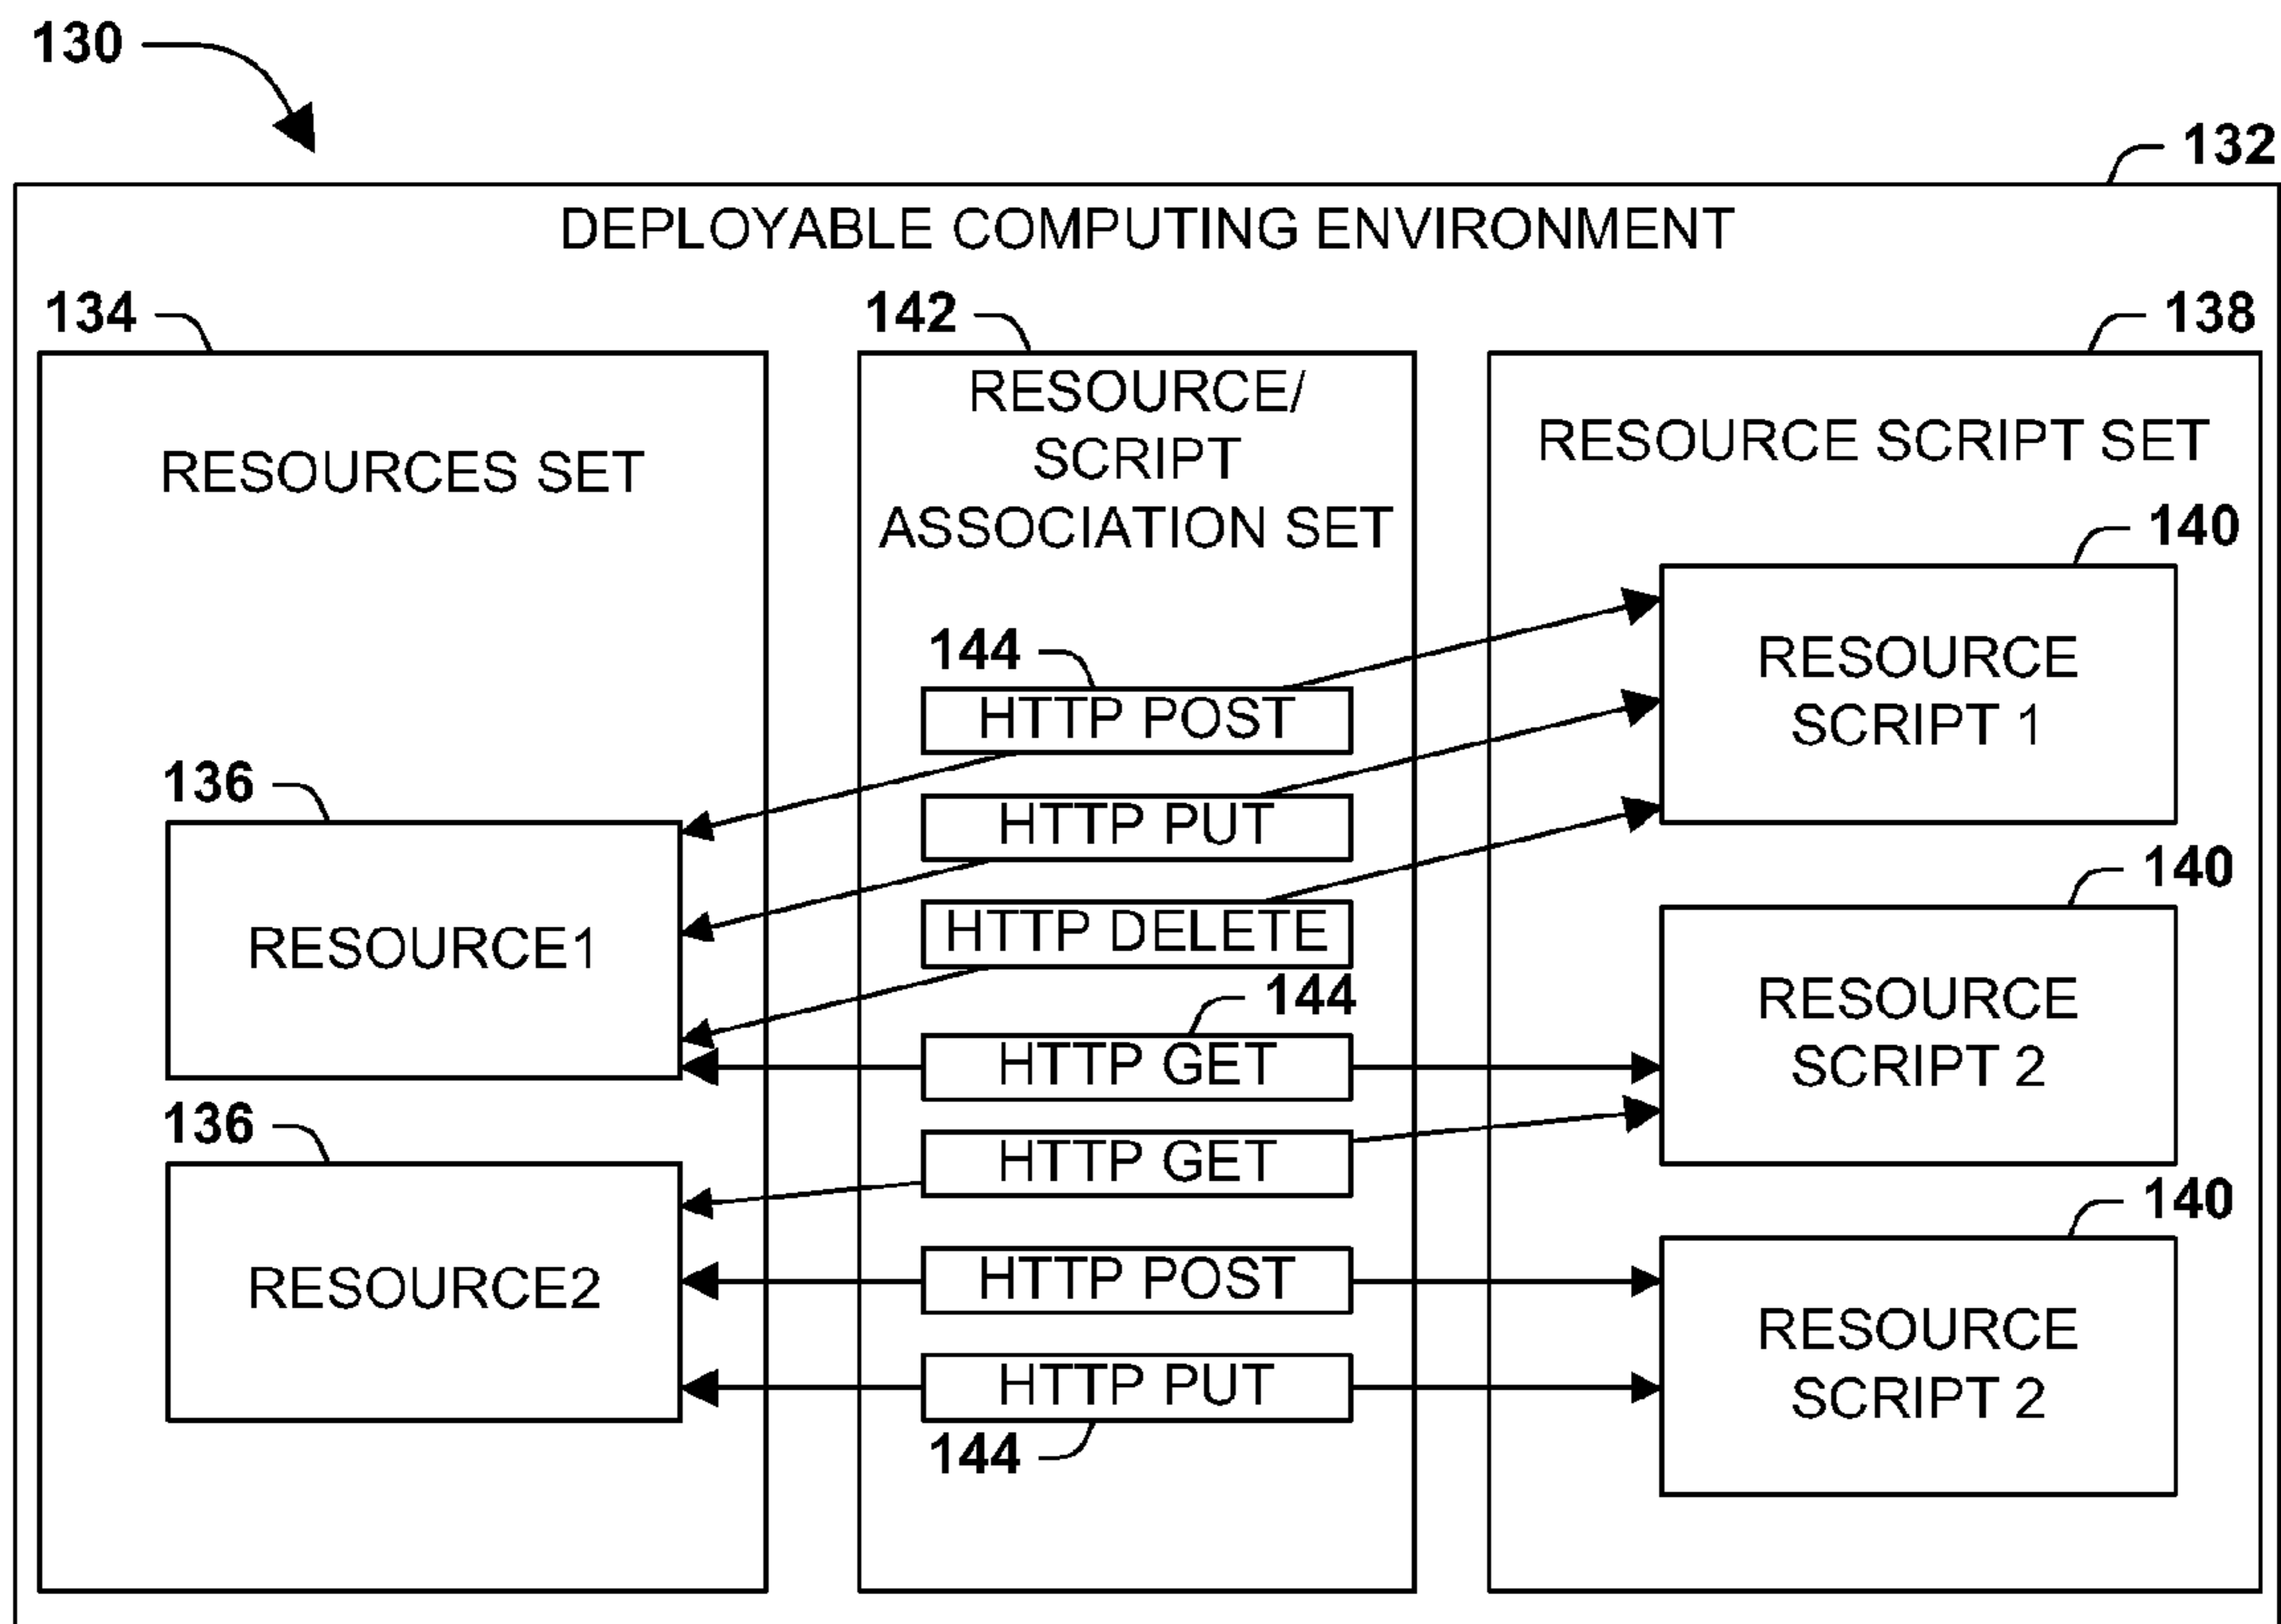 130
132
DEPLOYABLE COMPUTING ENVIRONMENT
134
142
138
RESOURCES SET
RESOURCE/
SCRIPT
ASSOCIATION SET
RESOURCE SCRIPT SET
140
RESOURCE
SCRIPT 1
144
HTTP POST
136
HTTP PUT
RESOURCE1
HTTP DELETE
140
RESOURCE
SCRIPT 2
144
HTTP GET
136
HTTP GET
RESOURCE2
140
HTTP POST
RESOURCE
SCRIPT 2
HTTP PUT
144